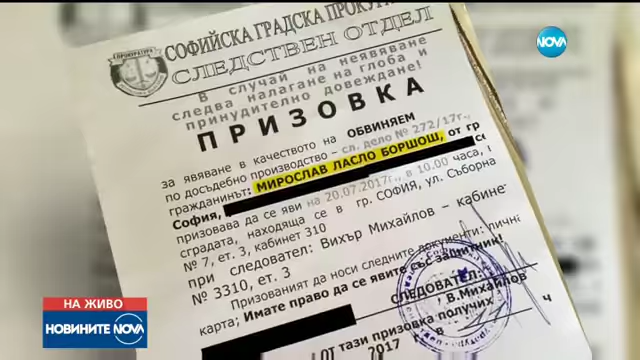 СОФИЙСКА ГРАДСКА
СЛЕДСТВЕН ОТДЕЛ
ПРОКУРАТУРА
В случай на неявяване
следва налагане на глоба и
принудително довеждане!
ПРИЗОВКА
за явяване в качеството на ОБВИНЯЕМ
по досъдебно производство – сл. дело № 272/17г.,
гражданинът: МИРОСЛАВ ЛАСЛО БОРШОШ, от гр
София,
призовава да се яви на 20.07.2017г., в 10.00 часа,
сградата, находяща се в гр. СОФИЯ, ул. Съборна
№ 7, ет. 3, кабинет 310
при следовател: Вихър Михайлов – кабинет
№ 3310, ет. 3
Призованият да носи следните документи: лична
карта; Имате право да се явите със защитник!
СЛЕДОВАТЕЛ:
В.Михайлов
ОТ тази призовка получих
2017 в ч
NOVA
НА ЖИВО
НОВИНИТЕ NOVA